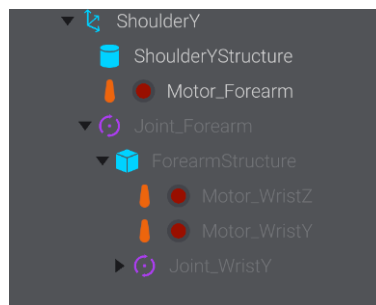 ShoulderY
ShoulderYStructure
Motor_Forearm
Joint_Forearm
ForearmStructure
Motor_WristZ
Motor_WristY
Joint_WristY